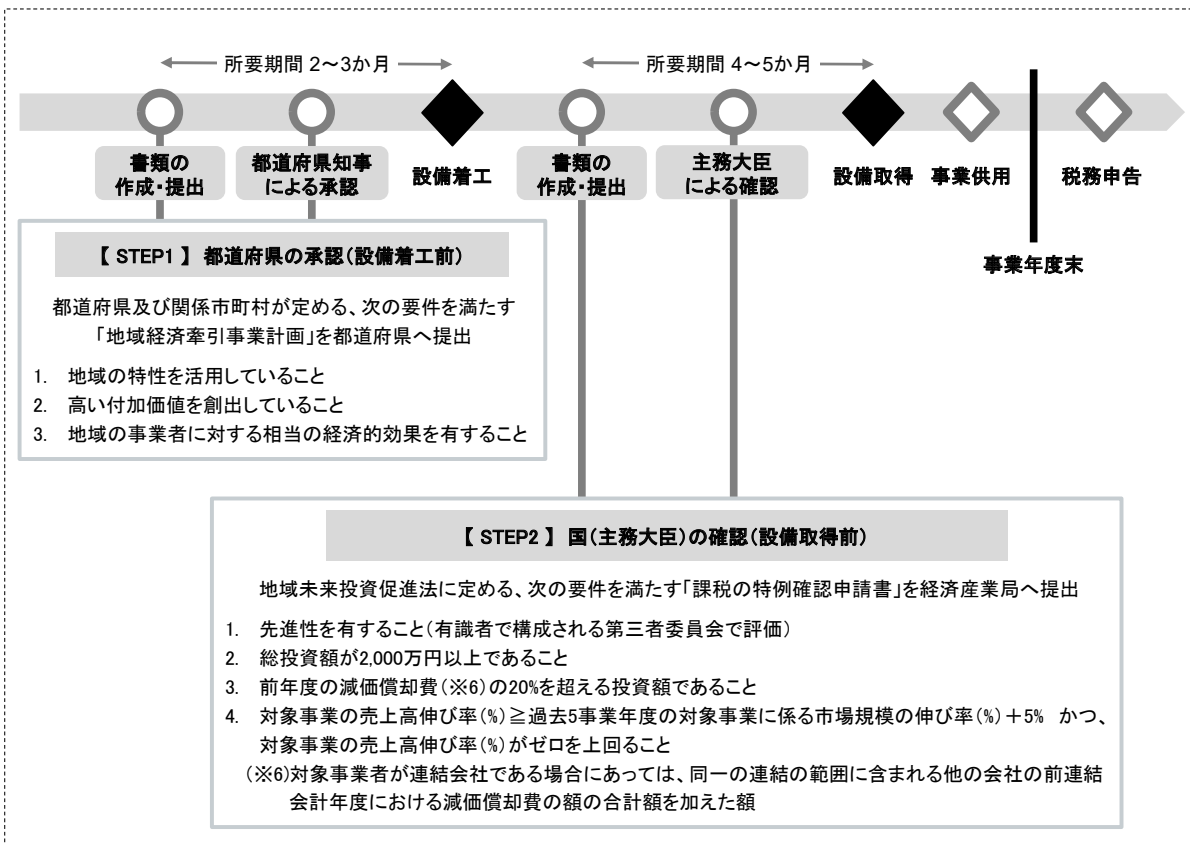 所要期間 2～3か月
所要期間 4～5か月
書類の
作成・提出
都道府県知事
による承認
設備着工
書類の
作成・提出
主務大臣
による確認
設備取得
事業供用
税務申告
事業年度末
【 STEP1 】 都道府県の承認(設備着工前)
都道府県及び関係市町村が定める、次の要件を満たす
「地域経済牽引事業計画」を都道府県へ提出
1. 地域の特性を活用していること
2. 高い付加価値を創出していること
3. 地域の事業者に対する相当の経済的効果を有すること
【 STEP2 】 国(主務大臣)の確認(設備取得前)
地域未来投資促進法に定める、次の要件を満たす「課税の特例確認申請書」を経済産業局へ提出
1. 先進性を有すること(有識者で構成される第三者委員会で評価)
2. 総投資額が2,000万円以上であること
3. 前年度の減価償却費(※6)の20%を超える投資額であること
4. 対象事業の売上高伸び率(%)≧過去5事業年度の対象事業に係る市場規模の伸び率(%)+5% かつ、
対象事業の売上高伸び率(%)がゼロを上回ること
(※6)対象事業者が連結会社である場合にあっては、同一の連結の範囲に含まれる他の会社の前連結
会計年度における減価償却費の額の合計額を加えた額